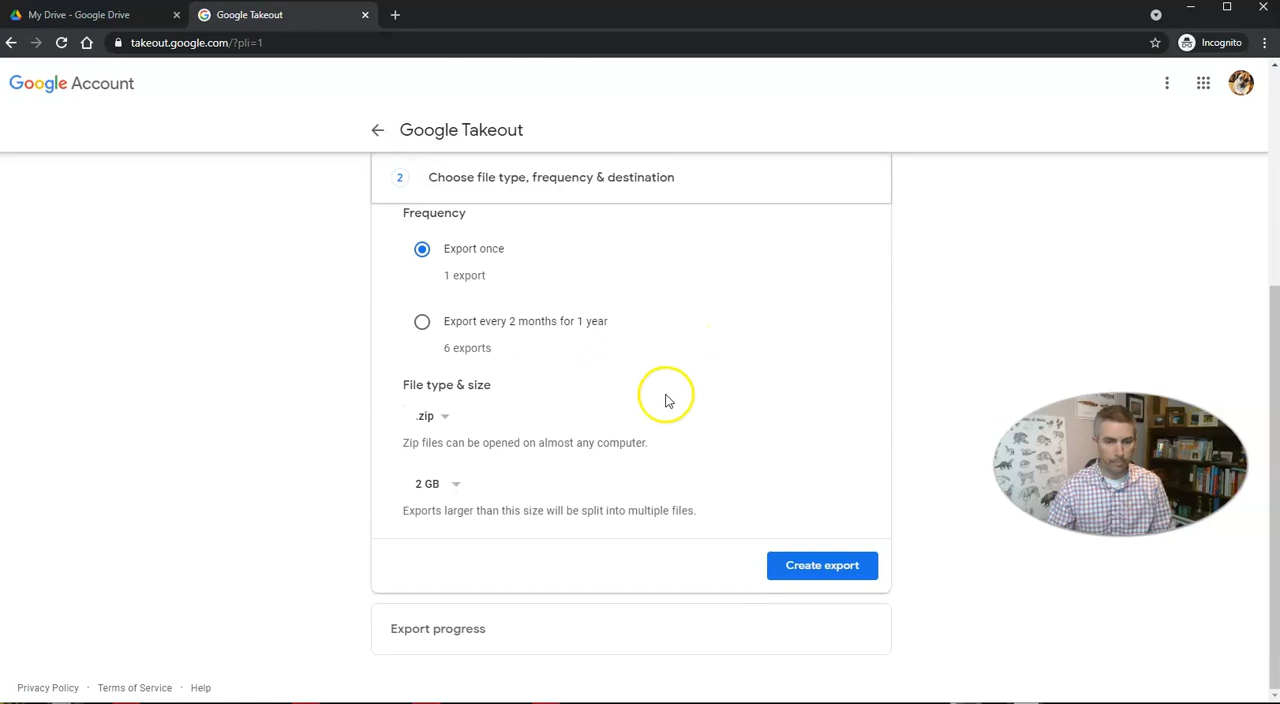 My Drive - Google Drive
Google Takeout
takeout.google.com/?pli=1
Incognito
Google Account
Google Takeout
2 Choose file type, frequency & destination
Frequency
Export once
1 export
Export every 2 months for 1 year
6 exports
File type & size
.zip
Zip files can be opened on almost any computer.
2 GB
Exports larger than this size will be split into multiple files.
Create export
Export progress
Privacy Policy · Terms of Service · Help